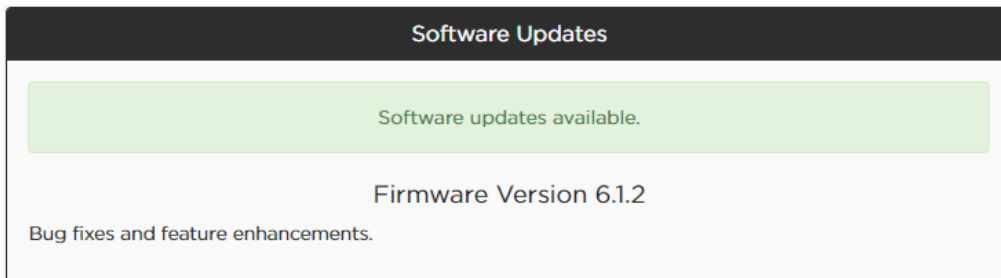 Software Updates
Software updates available.
Firmware Version 6.1.2
Bug fixes and feature enhancements.